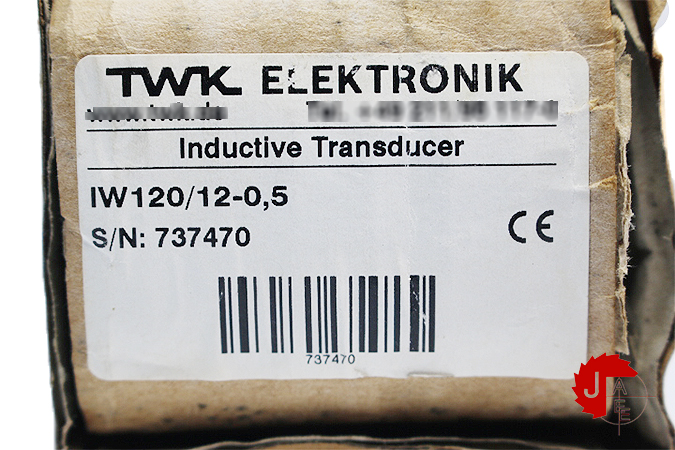 TWK ELEKTRONIK
Inductive Transducer
IW120/12-0,5
S/N: 737470
CE
737470
J